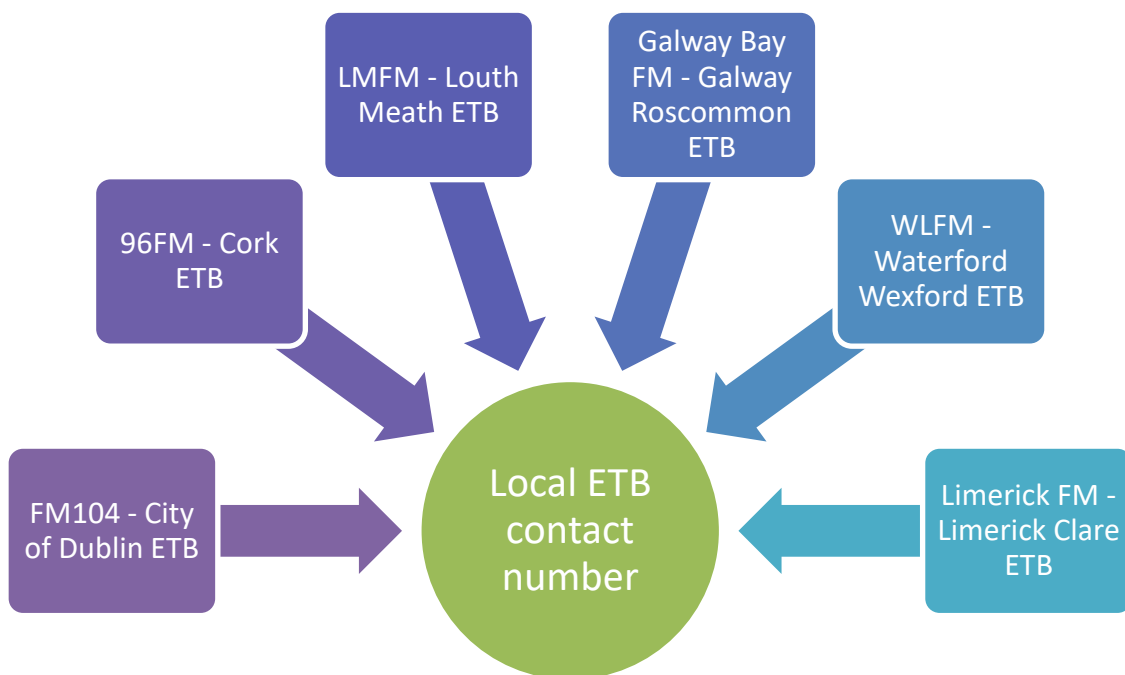 LMFM - Louth
Meath ETB
Galway Bay
FM - Galway
Roscommon
ETB
96FM - Cork
ETB
WLFM -
Waterford
Wexford ETB
FM104 - City
of Dublin ETB
Local ETB
contact
number
Limerick FM -
Limerick Clare
ETB